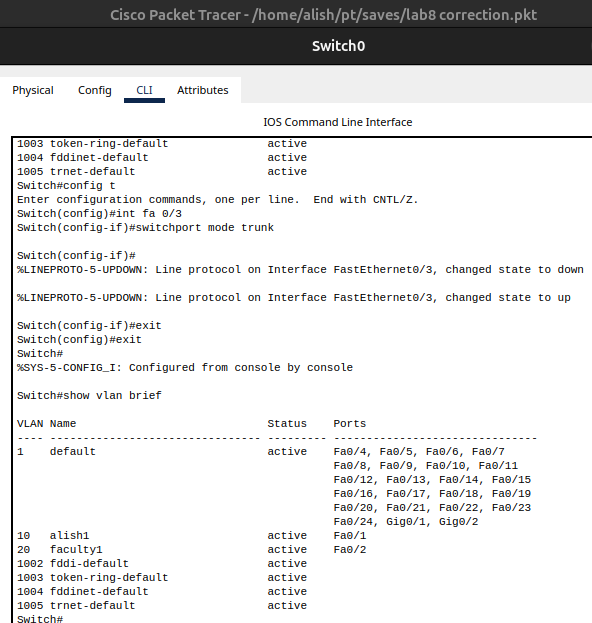 Cisco Packet Tracer - /home/alish/pt/saves/lab8 correction.pkt
Switch0
Physical Config CLI Attributes
IOS Command Line Interface
1003 token-ring-default active
1004 fddinet-default active
1005 trnet-default active
Switch#config t
Enter configuration commands, one per line. End with CNTL/Z.
Switch(config)#int fa 0/3
Switch(config-if)#switchport mode trunk
Switch(config-if)#
%LINEPROTO-5-UPDOWN: Line protocol on Interface FastEthernet0/3, changed state to down
%LINEPROTO-5-UPDOWN: Line protocol on Interface FastEthernet0/3, changed state to up
Switch(config-if)#exit
Switch(config)#exit
Switch#
%SYS-5-CONFIG_I: Configured from console by console
Switch#show vlan brief
VLAN Name Status Ports
---- -------------------------------- --------- -------------------------------
1 default active Fa0/4, Fa0/5, Fa0/6, Fa0/7
Fa0/8, Fa0/9, Fa0/10, Fa0/11
Fa0/12, Fa0/13, Fa0/14, Fa0/15
Fa0/16, Fa0/17, Fa0/18, Fa0/19
Fa0/20, Fa0/21, Fa0/22, Fa0/23
Fa0/24, Gig0/1, Gig0/2
10 alish1 active Fa0/1
20 faculty1 active Fa0/2
1002 fddi-default active
1003 token-ring-default active
1004 fddinet-default active
1005 trnet-default active
Switch#